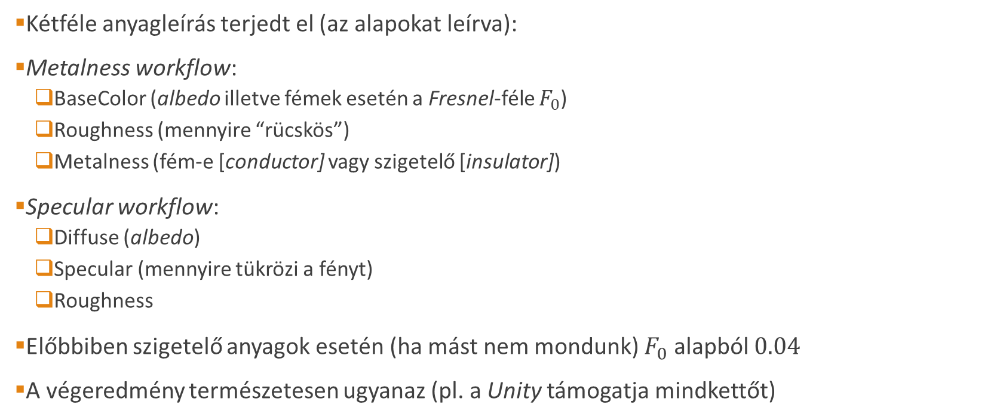 Kétféle anyagleírás terjedt el (az alapokat leírva):
Metalness workflow:
BaseColor (albedo illetve fémek esetén a Fresnel-féle F₀)
Roughness (mennyire “rücskös”)
Metalness (fém-e [conductor] vagy szigetelő [insulator])
Specular workflow:
Diffuse (albedo)
Specular (mennyire tükrözi a fényt)
Roughness
Előbbiben szigetelő anyagok esetén (ha mást nem mondunk) F₀ alapból 0.04
A végeredmény természetesen ugyanaz (pl. a Unity támogatja mindkettőt)